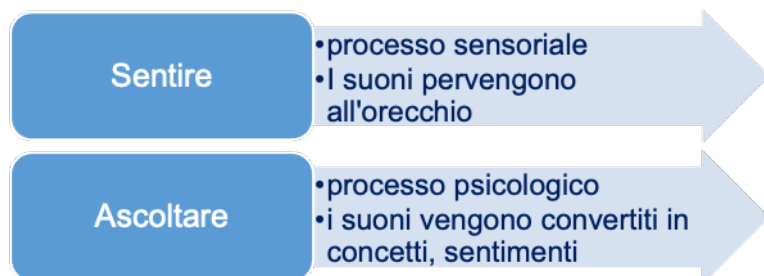 Sentire
•processo sensoriale
•I suoni pervengono
all'orecchio
Ascoltare
•processo psicologico
•i suoni vengono convertiti in
concetti, sentimenti